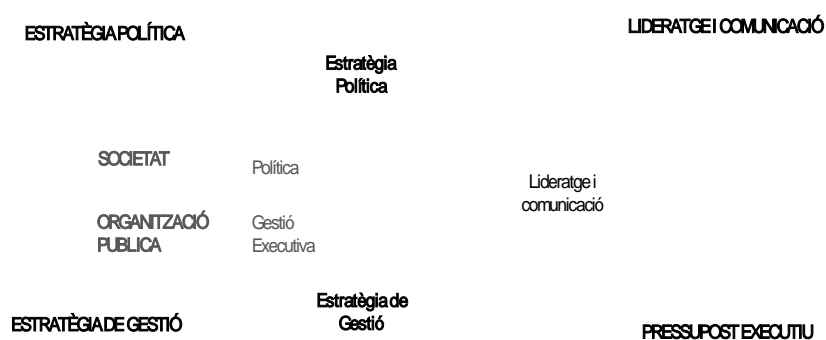 ESTRATÈGIA POLÍTICA
LIDERATGE I COMUNICACIÓ
Estratègia
Política
SOCIETAT
Política
Lideratge i
comunicació
ORGANITZACIÓ
PUBLICA
Gestió
Executiva
Estratègia de
Gestió
ESTRATÈGIA DE GESTIÓ
PRESSUPOST EXECUTIU